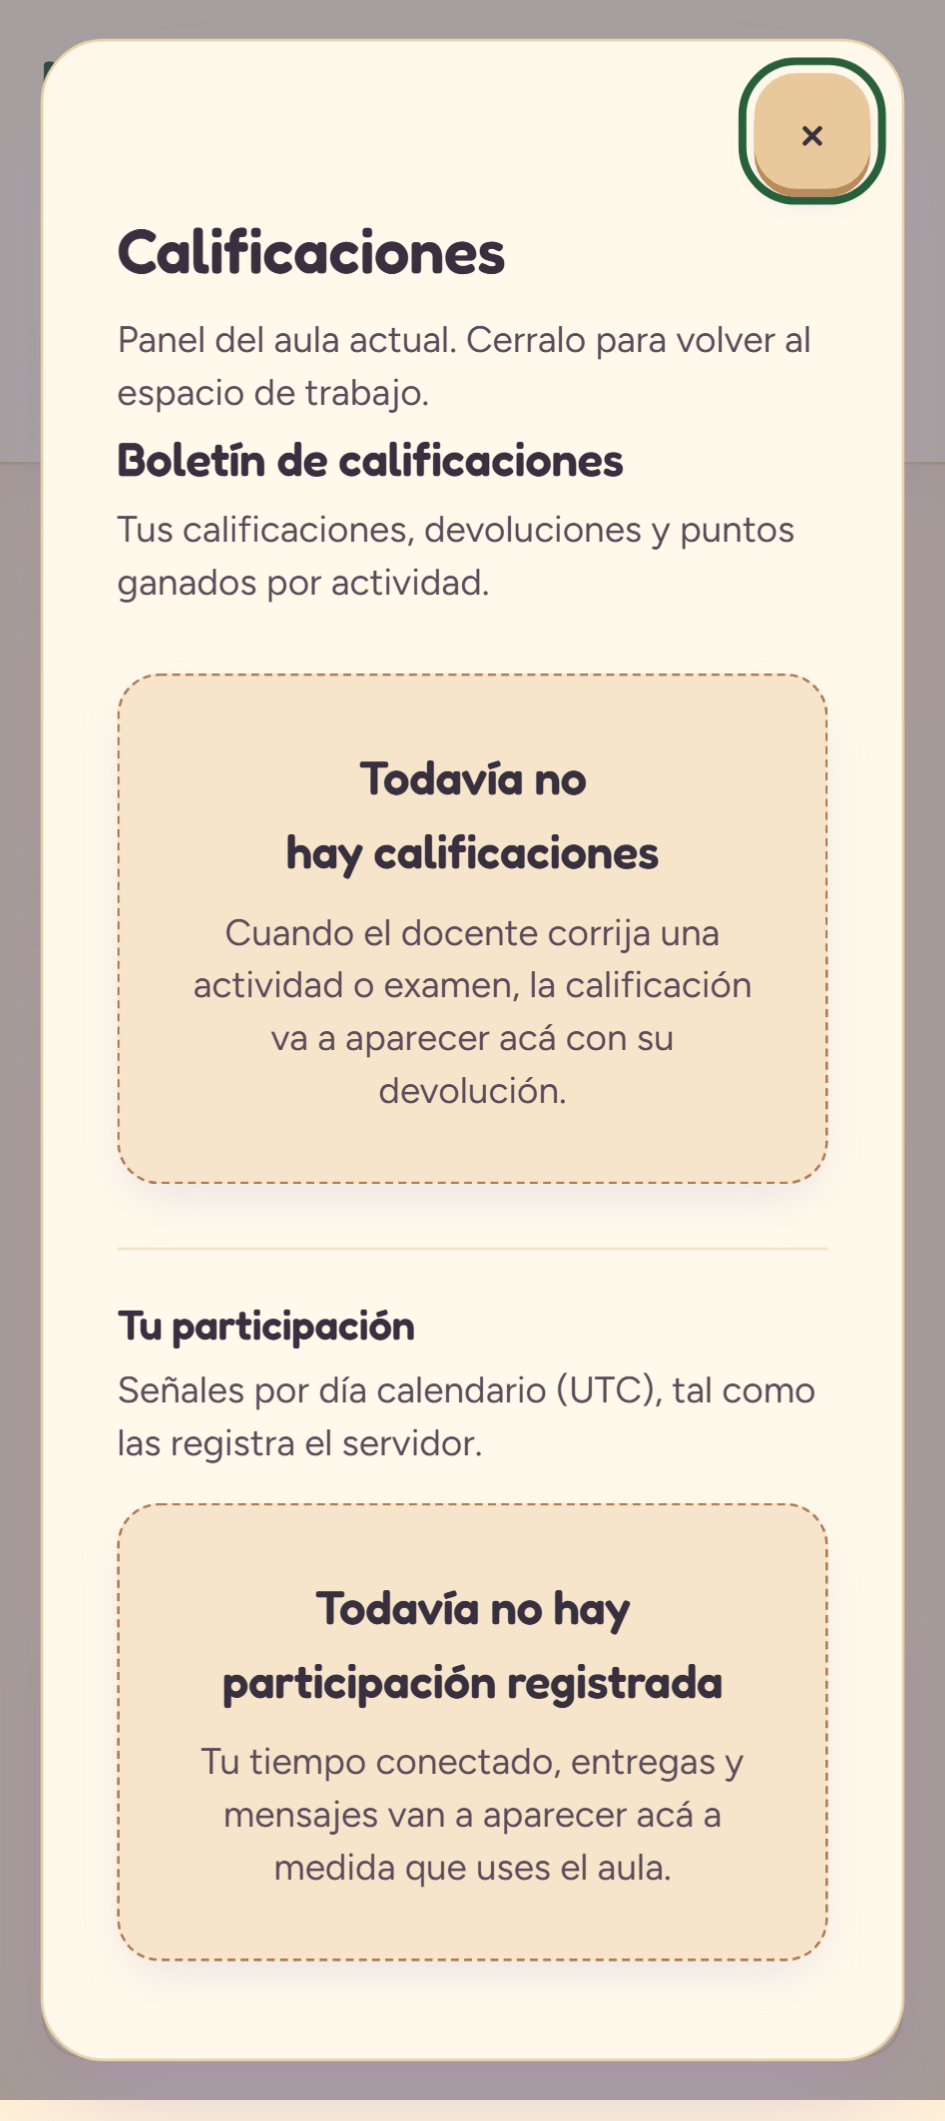 ×
Calificaciones
Panel del aula actual. Cerralo para volver al
espacio de trabajo.
Boletín de calificaciones
Tus calificaciones, devoluciones y puntos
ganados por actividad.
Todavía no
hay calificaciones
Cuando el docente corrija una
actividad o examen, la calificación
va a aparecer acá con su
devolución.
Tu participación
Señales por día calendario (UTC), tal como
las registra el servidor.
Todavía no hay
participación registrada
Tu tiempo conectado, entregas y
mensajes van a aparecer acá a
medida que uses el aula.